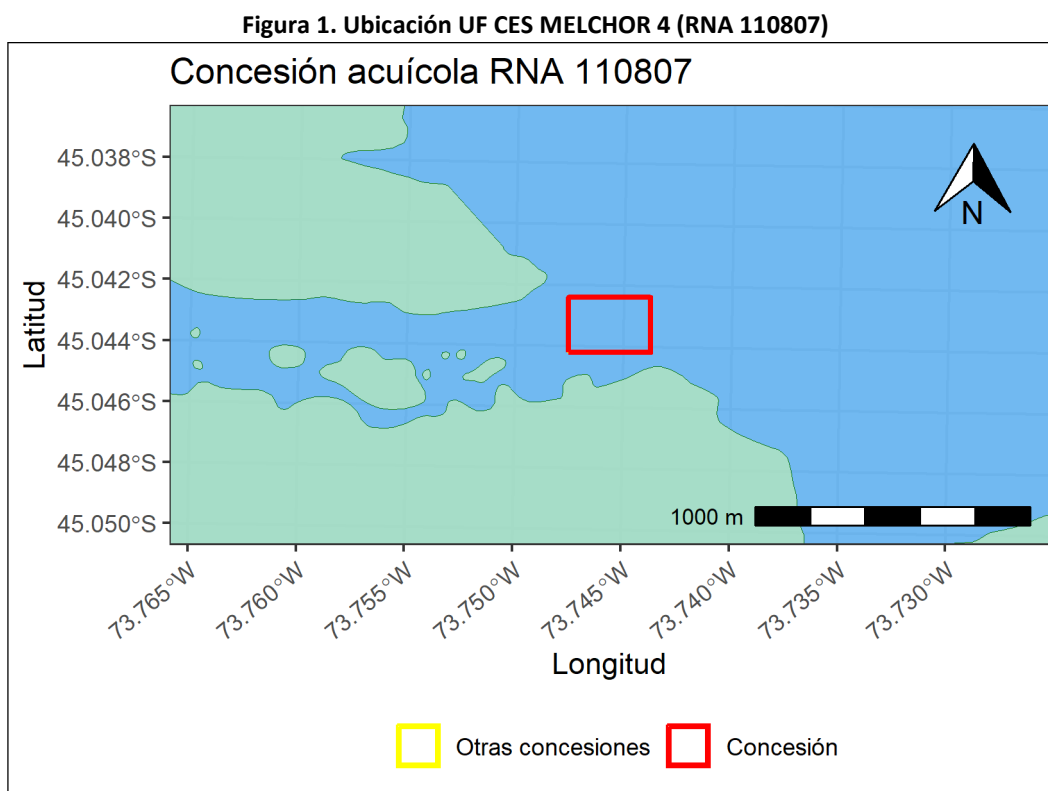 Figura 1. Ubicación UF CES MELCHOR 4 (RNA 110807)
Concesión acuícola RNA 110807
45.038°S
45.040°S
45.042°S
45.044°S
45.046°S
45.048°S
45.050°S
Latitud
N
1000 m
73.765°W
73.760°W
73.755°W
73.750°W
73.745°W
73.740°W
73.735°W
73.730°W
Longitud
Otras concesiones
Concesión